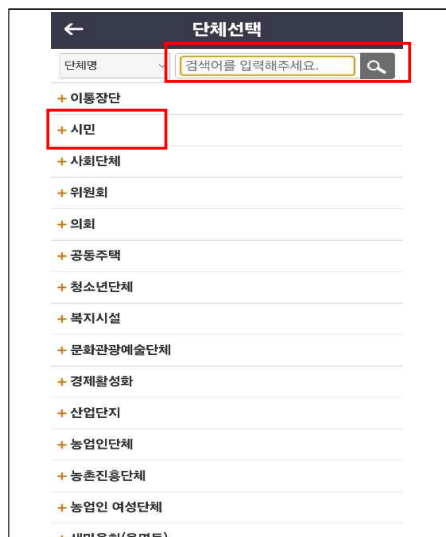 단체선택
단체명 검색어를 입력해주세요.
+ 이통장단
+ 시민
+ 사회단체
+ 위원회
+ 의회
+ 공동주택
+ 청소년단체
+ 복지시설
+ 문화관광예술단체
+ 경제활성화
+ 산업단지
+ 농업인단체
+ 농촌진흥단체
+ 농업인 여성단체